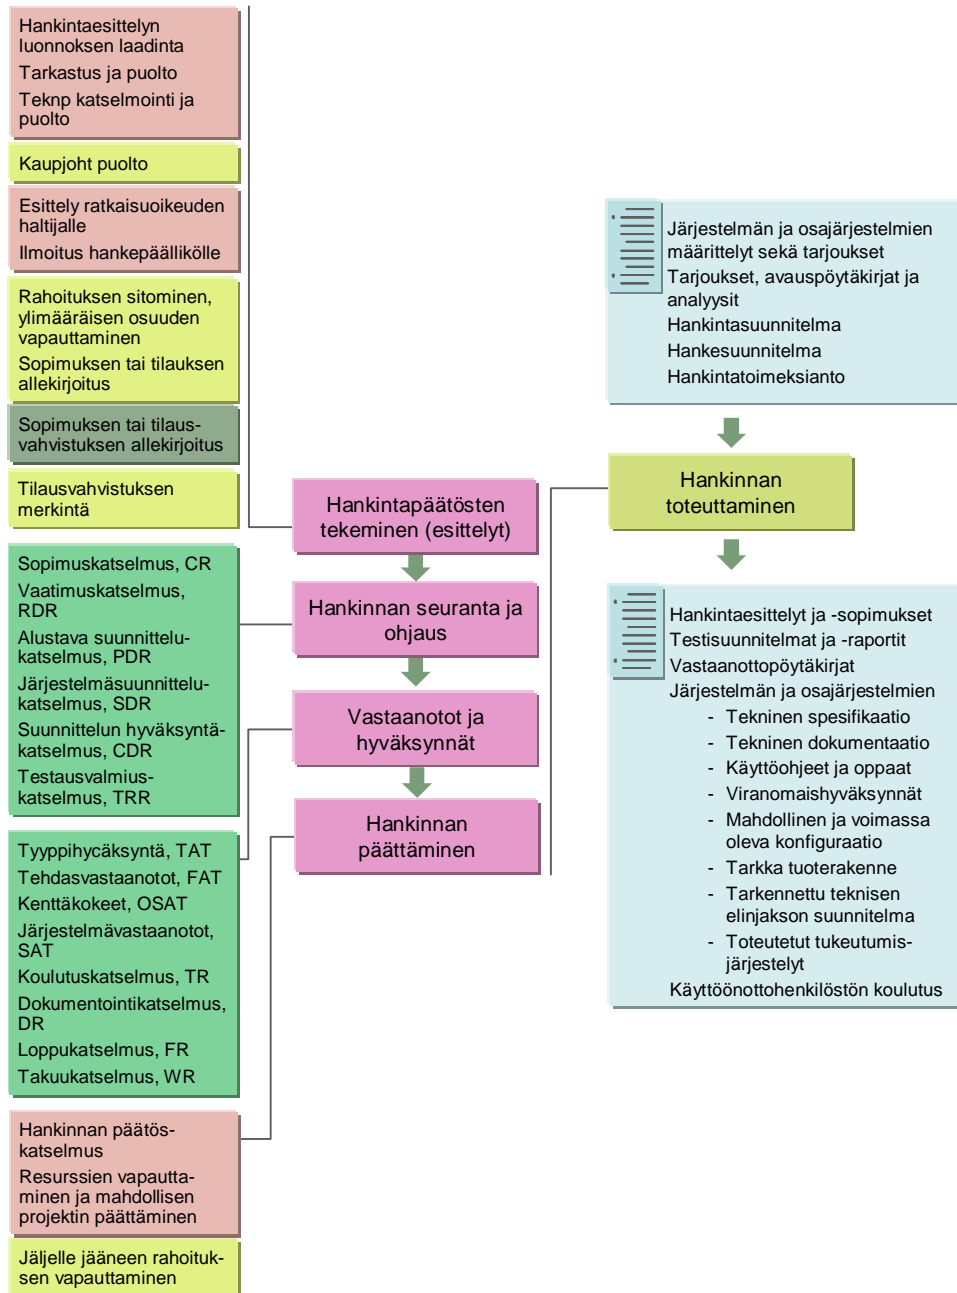 Hankintaesittelyn
luonnoksen laadinta
Tarkastus ja puolto
Teknp katselmointi ja
puolto
Kaupjoht puolto
Esittely ratkaisuoikeuden
haltijalle
Ilmoitus hankepäällikölle
Rahoituksen sitominen,
ylimääräisen osuuden
vapauttaminen
Sopimuksen tai tilauksen
allekirjoitus
Sopimuksen tai tilaus-
vahvistuksen allekirjoitus
Tilausvahvistuksen
merkintä
Sopimuskatselmus, CR
Vaatimuskatselmus,
RDR
Alustava suunnittelu-
katselmus, PDR
Järjestelmäsuunnittelu-
katselmus, SDR
Suunnittelun hyväksyntä-
katselmus, CDR
Testausvalmius-
katselmus, TRR
Tyyppihycäksyntä, TAT
Tehdasvastaanotot, FAT
Kenttäkokeet, OSAT
Järjestelmävastaanotot,
SAT
Koulutuskatselmus, TR
Dokumentointikatselmus,
DR
Loppukatselmus, FR
Takuukatselmus, WR
Hankinnan päätös-
katselmus
Resurssien vapautta-
minen ja mahdollisen
projektin päättäminen
Jäljelle jääneen rahoituk-
sen vapauttaminen
Hankintapäätösten
tekeminen (esittelyt)
Hankinnan seuranta ja
ohjaus
Vastaanotot ja
hyväksynnät
Hankinnan
päättäminen
Järjestelmän ja osajärjestelmien
määrittelyt sekä tarjoukset
Tarjoukset, avauspöytäkirjat ja
analyysit
Hankintasuunnitelma
Hankesuunnitelma
Hankintatoimeksianto
Hankinnan
toteuttaminen
Hankintaesittelyt ja -sopimukset
Testisuunnitelmat ja -raportit
Vastaanottopöytäkirjat
Järjestelmän ja osajärjestelmien
- Tekninen spesifikaatio
- Tekninen dokumentaatio
- Käyttöohjeet ja oppaat
- Viranomaishyväksynnät
- Mahdollinen ja voimassa
oleva konfiguraatio
- Tarkka tuoterakenne
- Tarkennettu teknisen
elinjakson suunnitelma
- Toteutetut tukeutumis-
järjestelyt
Käyttöönottohenkilöstön koulutus